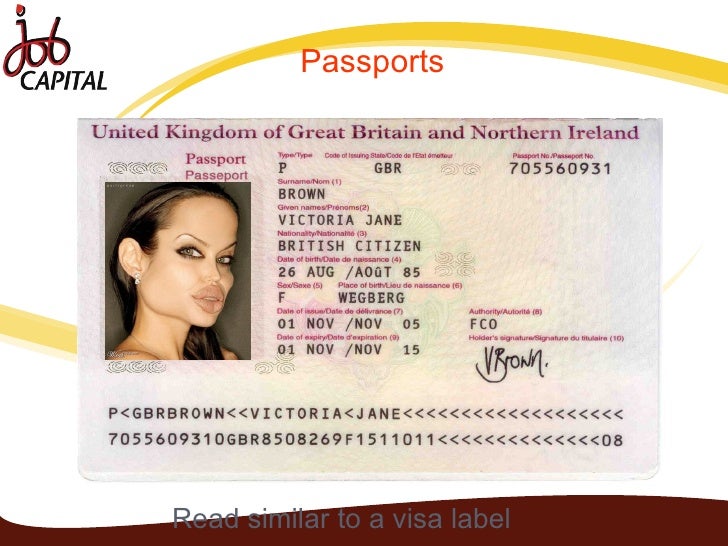 job
CAPITAL
Passports
United Kingdom of Great Britain and Northern Ireland
Passport
Passeport
Type/Type Code of Issuing State/Code de l'Etat émetteur Passport No./Passeport No.
P GBR 705560931
Surname/Nom (1)
BROWN
Given names/Prénoms(2)
VICTORIA JANE
Nationality/Nationalité (3)
BRITISH CITIZEN
Date of birth/Date de naissance (4)
26 AUG /AOÛT 85
Sex/Sexe (5) Place of birth/Lieu de naissance (6)
F WEGBERG
Date of issue/Date de délivrance (7) Authority/Autorité (8)
01 NOV /NOV 05 FCO
Date of expiry/Date d'expiration (9) Holder's signature/Signature du titulaire (10)
01 NOV /NOV 15
VBrown.
P<GBRBROWN<<VICTORIA<JANE<<<<<<<<<<<<<<<<<<<
7055609310GBR8508269F1511011<<<<<<<<<<<<<<08
Read similar to a visa label